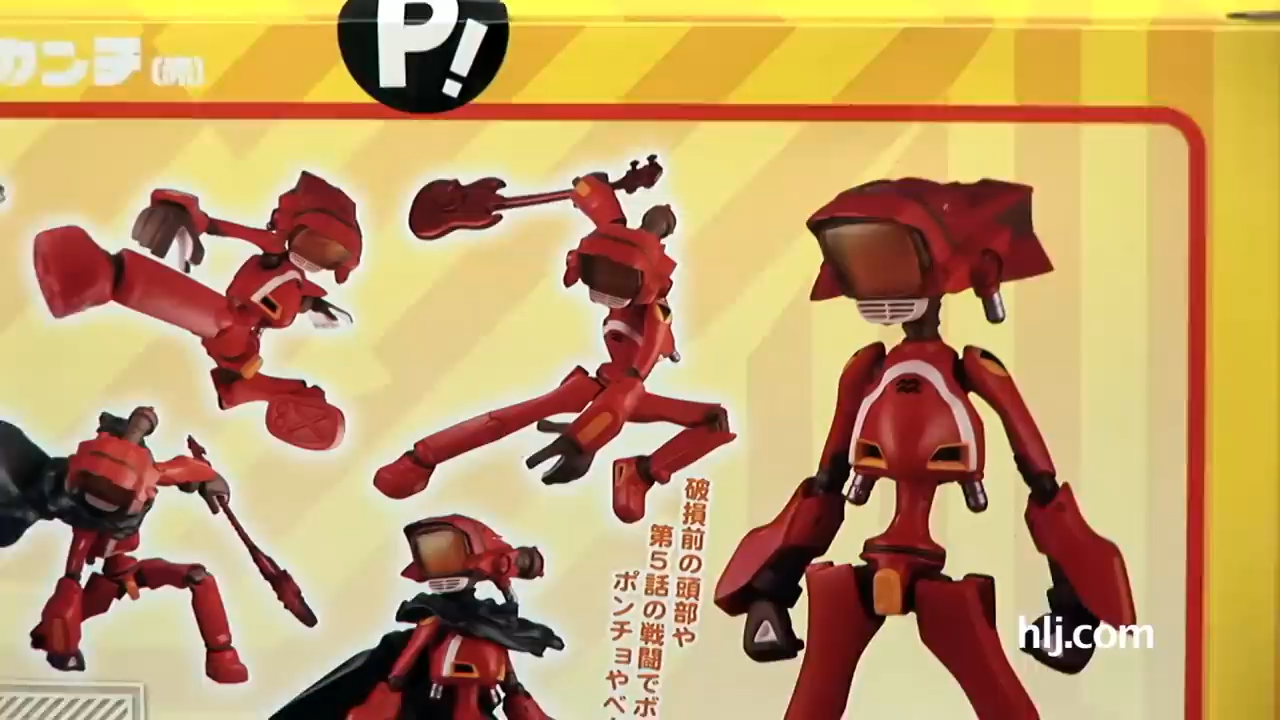 カンチ(赤)
P!
破損前の頭部や
第5話の戦闘でボ
ポンチョやベ
hlj.com